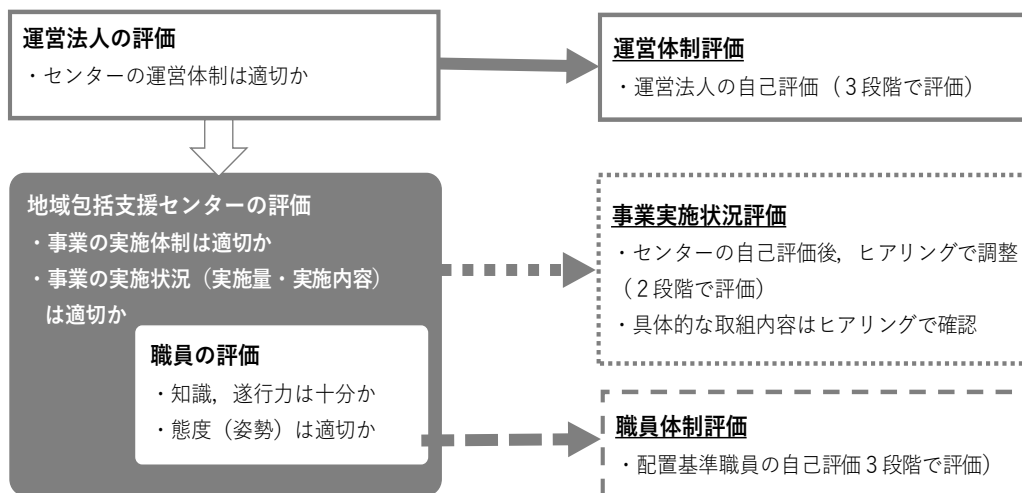 運営法人の評価
・センターの運営体制は適切か
運営体制評価
・運営法人の自己評価（３段階で評価）
地域包括支援センターの評価
・事業の実施体制は適切か
・事業の実施状況（実施量・実施内容）
は適切か
事業実施状況評価
・センターの自己評価後，ヒアリングで調整
（２段階で評価）
・具体的な取組内容はヒアリングで確認
職員の評価
・知識，遂行力は十分か
・態度（姿勢）は適切か
職員体制評価
・配置基準職員の自己評価３段階で評価）